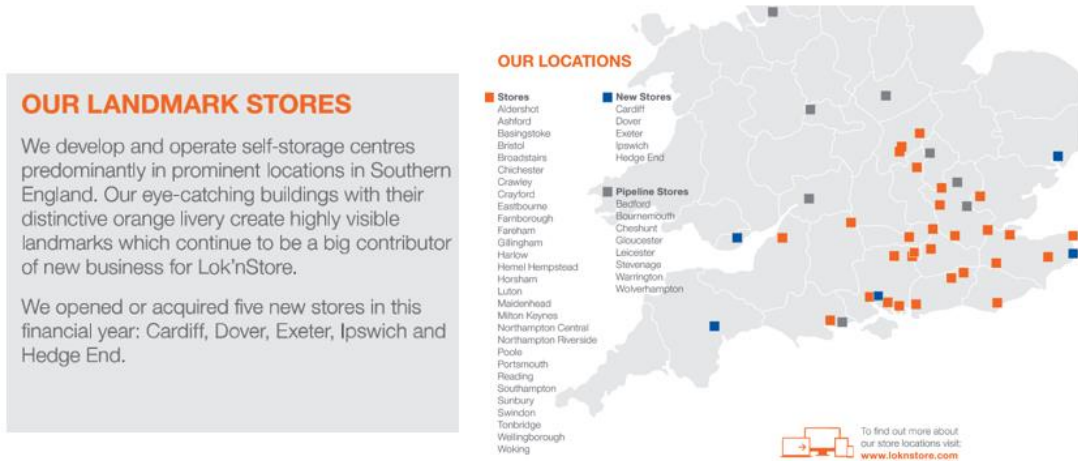 OUR LANDMARK STORES
We develop and operate self-storage centres
predominantly in prominent locations in Southern
England. Our eye-catching buildings with their
distinctive orange livery create highly visible
landmarks which continue to be a big contributor
of new business for Lok'nStore.
We opened or acquired five new stores in this
financial year: Cardiff, Dover, Exeter, Ipswich and
Hedge End.
OUR LOCATIONS
Stores
Aldershot
Ashford
Basingstoke
Bristol
Broadstairs
Chichester
Crawley
Crayford
Eastbourne
Farnborough
Fareham
Gillingham
Harlow
Hemel Hempstead
Horsham
Luton
Maidenhead
Milton Keynes
Northampton Central
Northampton Riverside
Poole
Portsmouth
Reading
Southampton
Sunbury
Swindon
Tonbridge
Wellingborough
Woking
New Stores
Cardiff
Dover
Exeter
Ipswich
Hedge End
Pipeline Stores
Bedford
Bournemouth
Cheshunt
Gloucester
Leicester
Stevenage
Warrington
Wolverhampton
To find out more about
our store locations visit:
www.loknstore.com